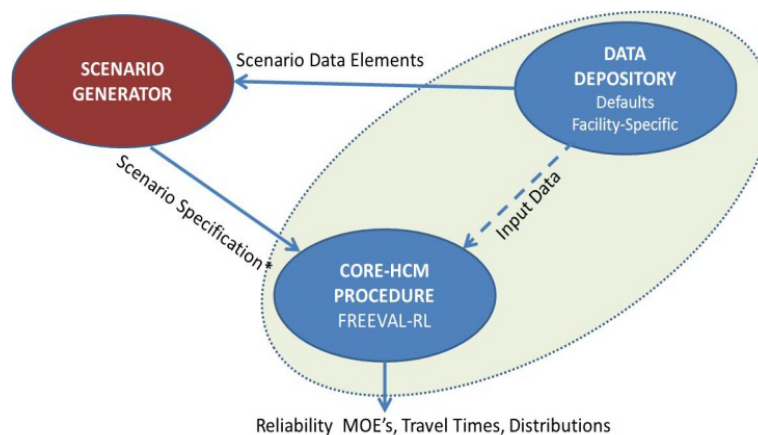 SCENARIO
GENERATOR
Scenario Data Elements
DATA
DEPOSITORY
Defaults
Facility-Specific
Scenario Specification*
Input Data
CORE-HCM
PROCEDURE
FREEVAL-RL
Reliability MOE's, Travel Times, Distributions